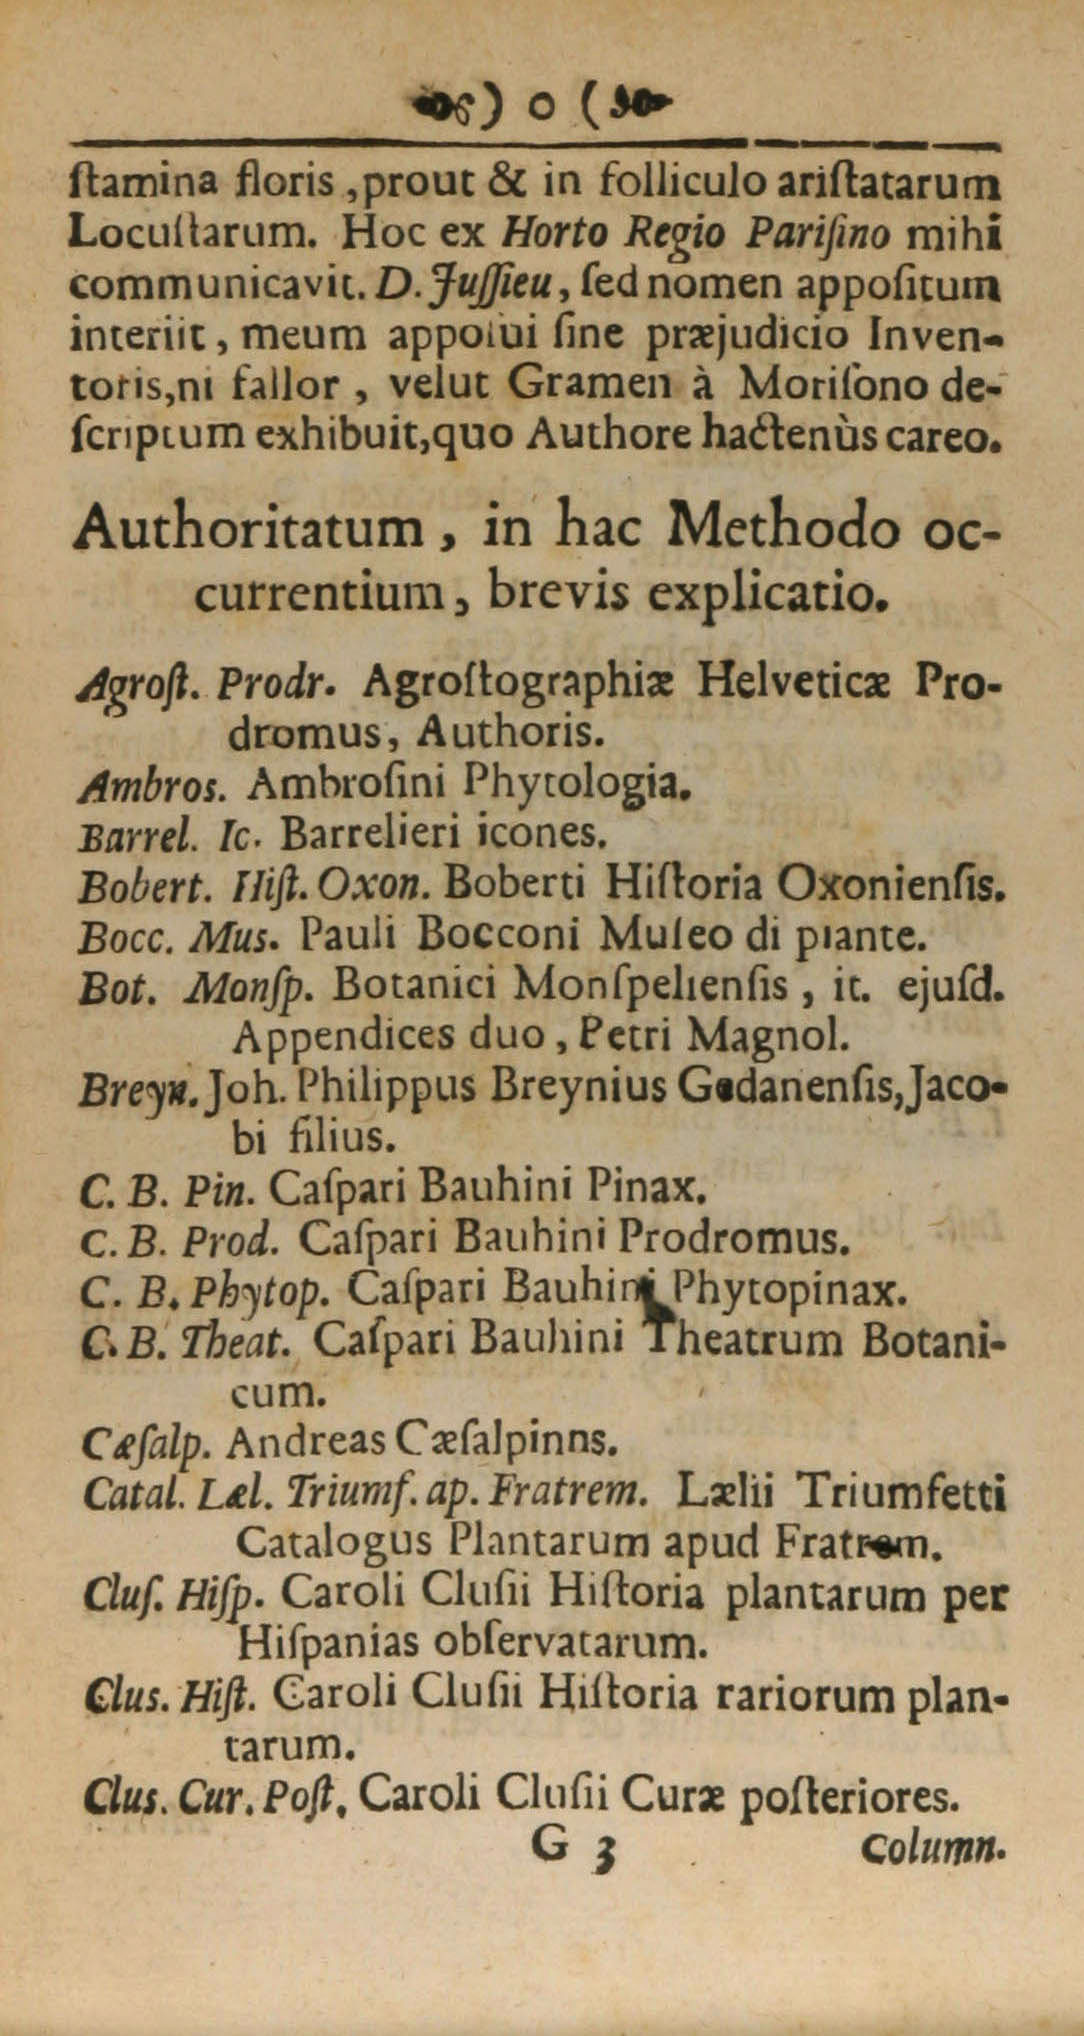 ) o (
ſtamina floris, prout & in folliculo ariſtatarum
Locuſtarum. Hoc ex Horto Regio Pariſino mihi
communicavit. D. Juſſieu, ſed nomen appoſitum
interiit, meum appoſui ſine præjudicio Inven-
toris, ni fallor, velut Gramen à Moriſono de-
ſcriptum exhibuit, quo Authore hactenùs careo.
Authoritatum, in hac Methodo oc-
currentium, brevis explicatio.
Agroſt. Prodr. Agroſtographiæ Helveticæ Pro-
dromus, Authoris.
Ambros. Ambroſini Phytologia.
Barrel. Ic. Barrelieri icones.
Bobert. Hiſt. Oxon. Boberti Hiſtoria Oxonienſis.
Bocc. Mus. Pauli Bocconi Muſeo di piante.
Bot. Monſp. Botanici Monſpelienſis, it. ejuſd.
Appendices duo, Petri Magnol.
Breyn. Joh. Philippus Breynius Gedanenſis, Jaco-
bi filius.
C. B. Pin. Caſpari Bauhini Pinax.
C. B. Prod. Caſpari Bauhini Prodromus.
C. B. Phytop. Caſpari Bauhini Phytopinax.
C. B. Theat. Caſpari Bauhini Theatrum Botani-
cum.
Cæſalp. Andreas Cæſalpinns.
Catal. Læl. Triumf. ap. Fratrem. Lælii Triumfetti
Catalogus Plantarum apud Fratrem.
Cluſ. Hiſp. Caroli Cluſii Hiſtoria plantarum per
Hiſpanias obſervatarum.
Clus. Hiſt. Caroli Cluſii Hiſtoria rariorum plan-
tarum.
Clus. Cur. Poſt. Caroli Cluſii Curæ poſteriores.
G 3 Column.